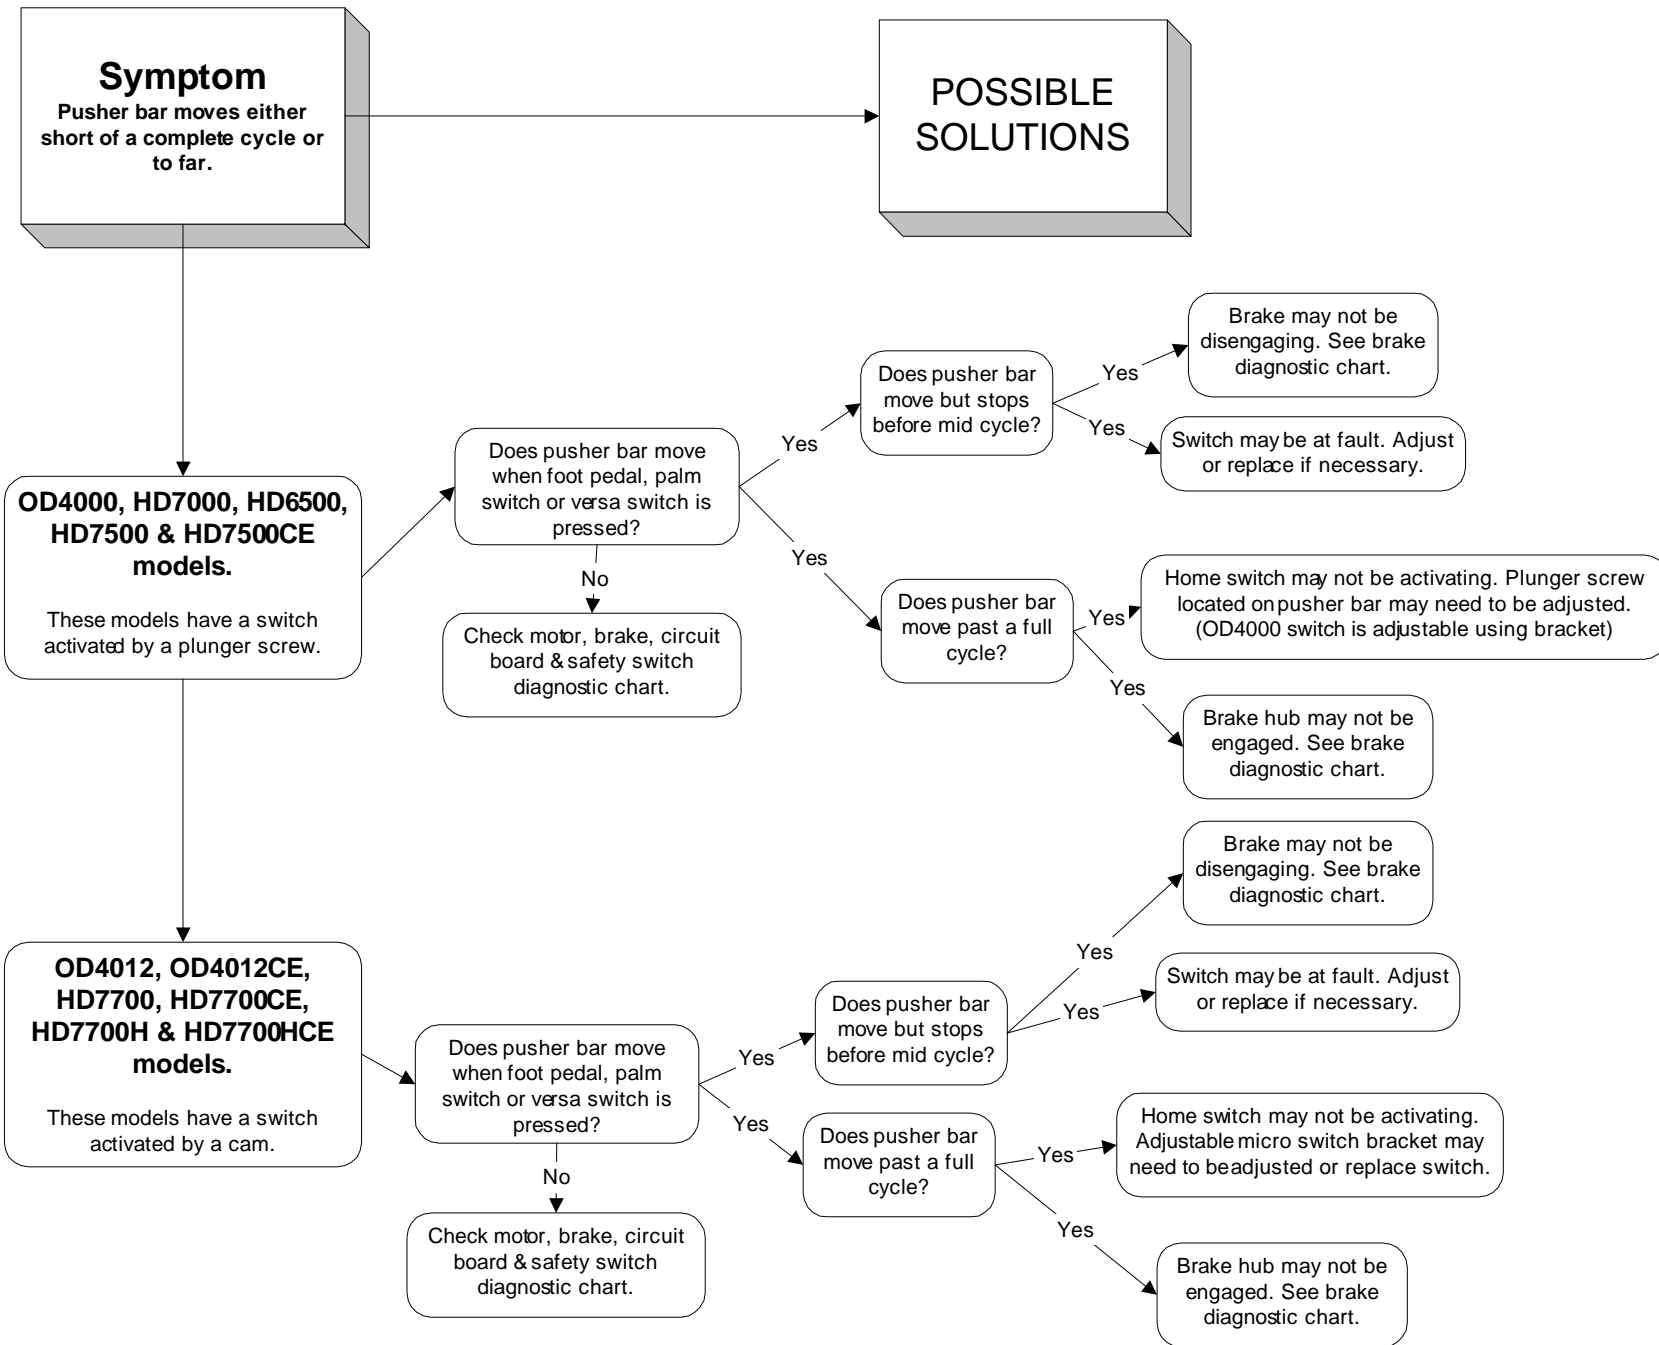 Symptom
Pusher bar moves either
short of a complete cycle or
to far.
POSSIBLE
SOLUTIONS
OD4000, HD7000, HD6500,
HD7500 & HD7500CE
models.
These models have a switch
activated by a plunger screw.
Does pusher bar move
when foot pedal, palm
switch or versa switch is
pressed?
No
Check motor, brake, circuit
board & safety switch
diagnostic chart.
Yes
Does pusher bar
move but stops
before mid cycle?
Yes
Brake may not be
disengaging. See brake
diagnostic chart.
Yes
Switch may be at fault. Adjust
or replace if necessary.
Yes
Does pusher bar
move past a full
cycle?
Yes
Home switch may not be activating. Plunger screw
located on pusher bar may need to be adjusted.
(OD4000 switch is adjustable using bracket)
Yes
Brake hub may not be
engaged. See brake
diagnostic chart.
OD4012, OD4012CE,
HD7700, HD7700CE,
HD7700H & HD7700HCE
models.
These models have a switch
activated by a cam.
Does pusher bar move
when foot pedal, palm
switch or versa switch is
pressed?
No
Check motor, brake, circuit
board & safety switch
diagnostic chart.
Yes
Does pusher bar
move but stops
before mid cycle?
Yes
Brake may not be
disengaging. See brake
diagnostic chart.
Yes
Switch may be at fault. Adjust
or replace if necessary.
Yes
Does pusher bar
move past a full
cycle?
Yes
Home switch may not be activating.
Adjustable micro switch bracket may
need to be adjusted or replace switch.
Yes
Brake hub may not be
engaged. See brake
diagnostic chart.